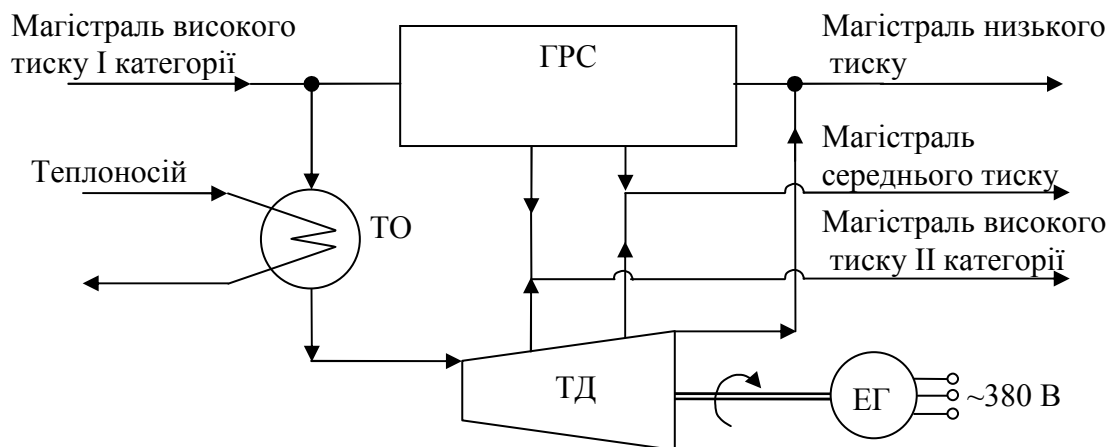 Магістраль високого
тиску І категорії
ГРС
Магістраль низького
тиску
Магістраль
середнього тиску
Теплоносій
ТО
Магістраль високого
тиску ІІ категорії
ТД
ЕГ
~380 В